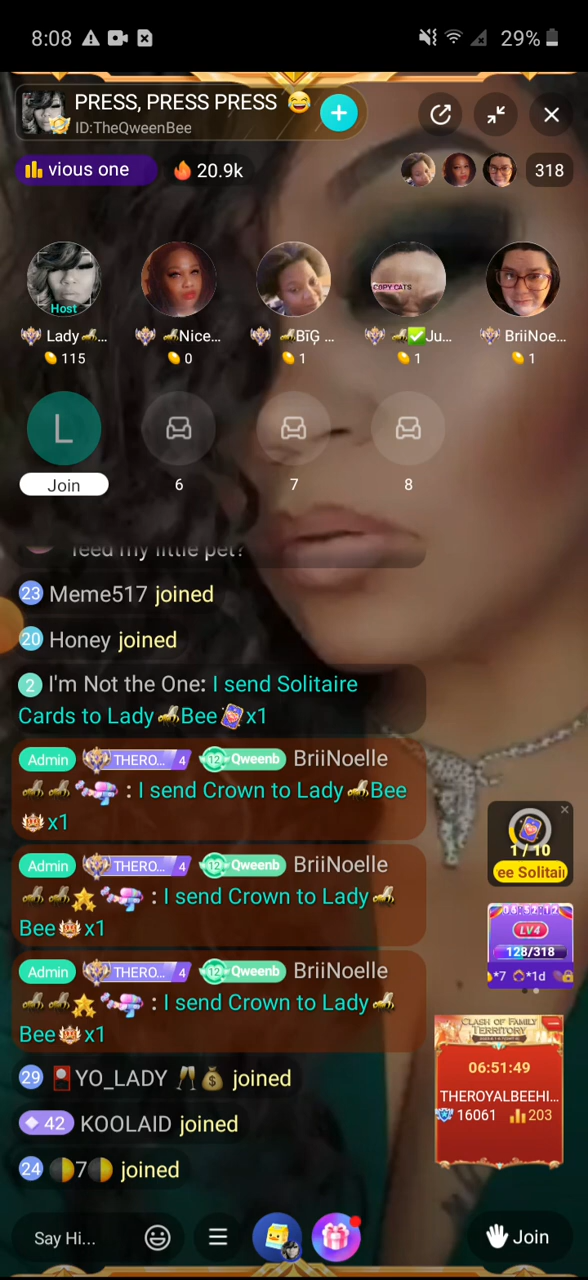 8:08
29%
PRESS, PRESS PRESS 😂
ID:TheQweenBee
vious one
20.9k
318
COPY CATS
Host
Lady🐝...
🐝Nice...
🐝BīĢ ...
🐝✅Ju...
BriiNoe...
115
0
1
1
1
L
Join
6
7
8
feed my little pet?
23 Meme517 joined
20 Honey joined
2 I'm Not the One: I send Solitaire
Cards to Lady🐝Bee x1
Admin THERO... 4 12 Qweenb BriiNoelle
🐝🐝 : I send Crown to Lady🐝Bee
x1
Admin THERO... 4 12 Qweenb BriiNoelle
🐝🐝⭐ : I send Crown to Lady🐝
Bee x1
Admin THERO... 4 12 Qweenb BriiNoelle
🐝🐝⭐ : I send Crown to Lady🐝
Bee x1
29 🎴YO_LADY 🥂💰 joined
42 KOOLAID joined
24 🌓7🌗 joined
1 / 10
ee Solitai
LV4
128/318
*7 *1d
CLASH OF FAMILY
TERRITORY
06:51:49
THEROYALBEEHI...
16061 203
Say Hi...
Join